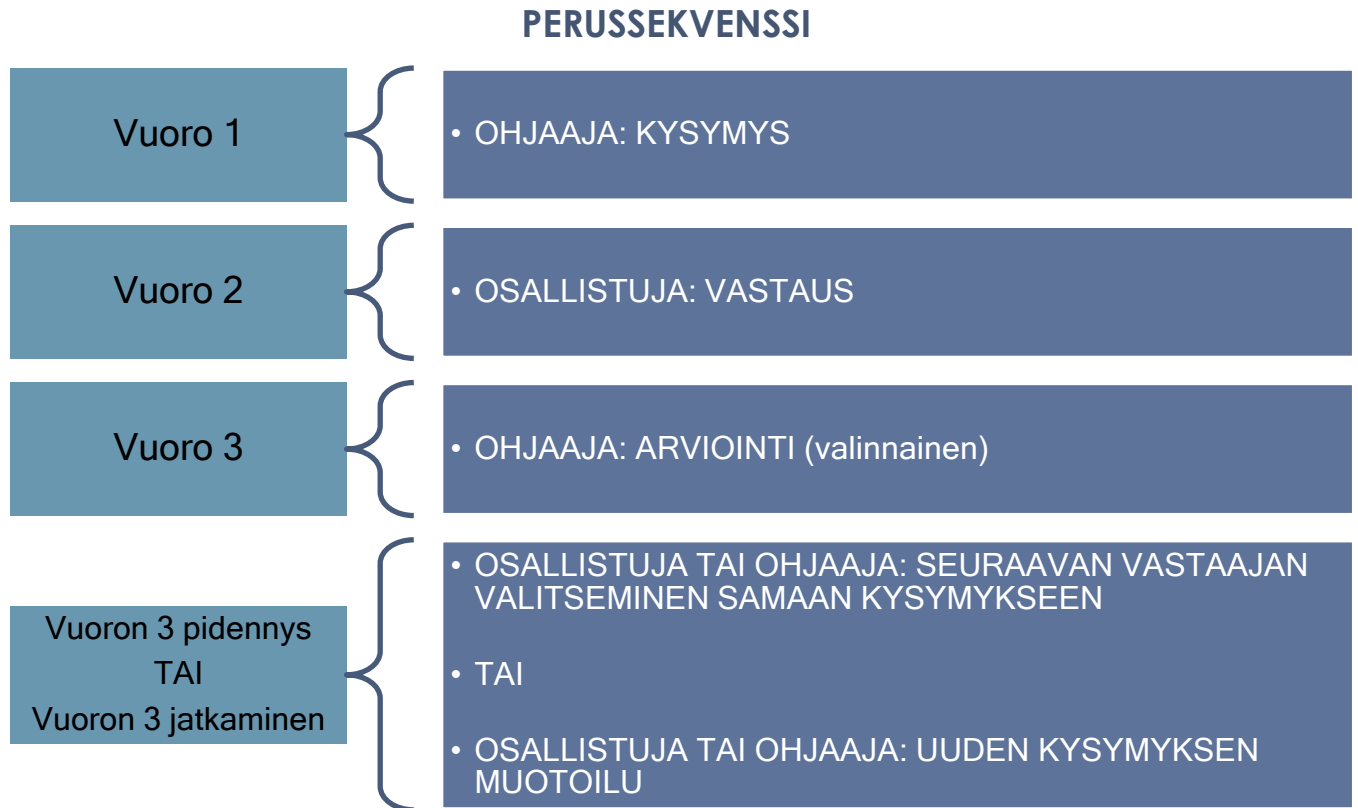 PERUSSEKVENSSI
Vuoro 1
• OHJAAJA: KYSYMYS
Vuoro 2
• OSALLISTUJA: VASTAUS
Vuoro 3
• OHJAAJA: ARVIOINTI (valinnainen)
Vuoron 3 pidennys
TAI
Vuoron 3 jatkaminen
• OSALLISTUJA TAI OHJAAJA: SEURAAVAN VASTAAJAN
VALITSEMINEN SAMAAN KYSYMYKSEEN
• TAI
• OSALLISTUJA TAI OHJAAJA: UUDEN KYSYMYKSEN
MUOTOILU